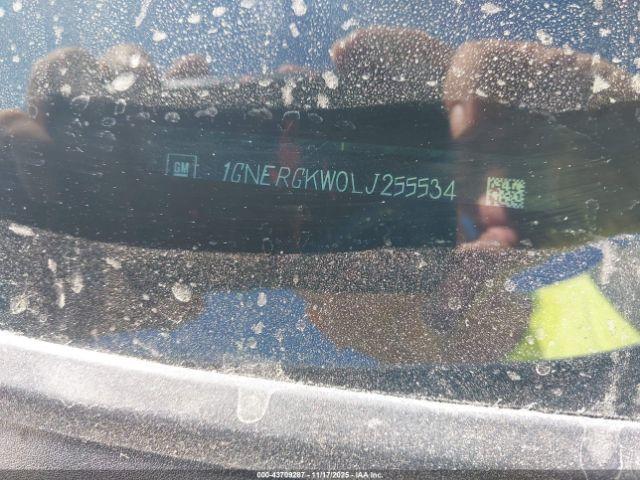 GM 1GNERGKW0LJ255534
000-43709287 - 11/17/2025 - IAA Inc.